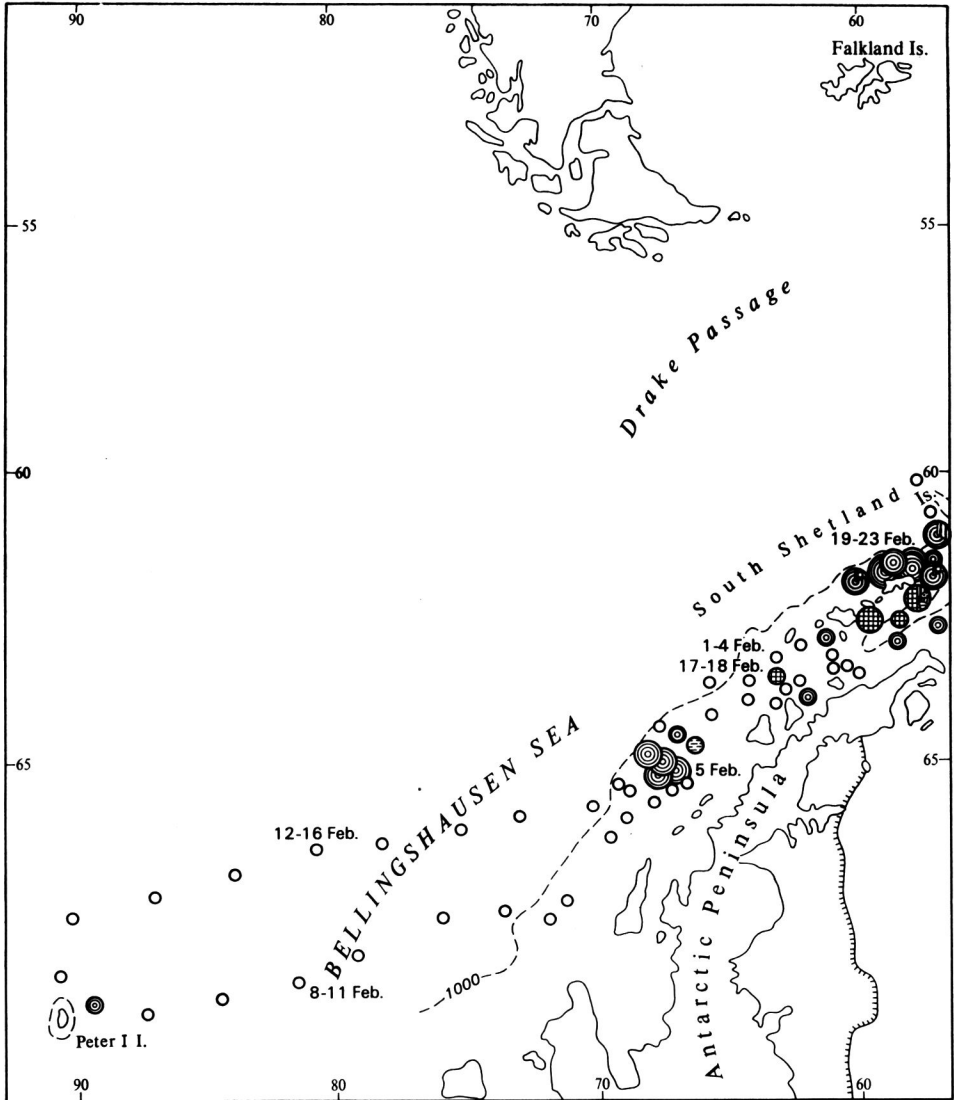 90 80 70 60
Falkland Is.
55 55
Drake Passage
60 60
South Shetland Is.
19-23 Feb.
1-4 Feb.
17-18 Feb.
65 5 Feb. 65
BELLINGSHAUSEN SEA
12-16 Feb.
Antarctic Peninsula
8-11 Feb.
1000
Peter I I.
90 80 70 60